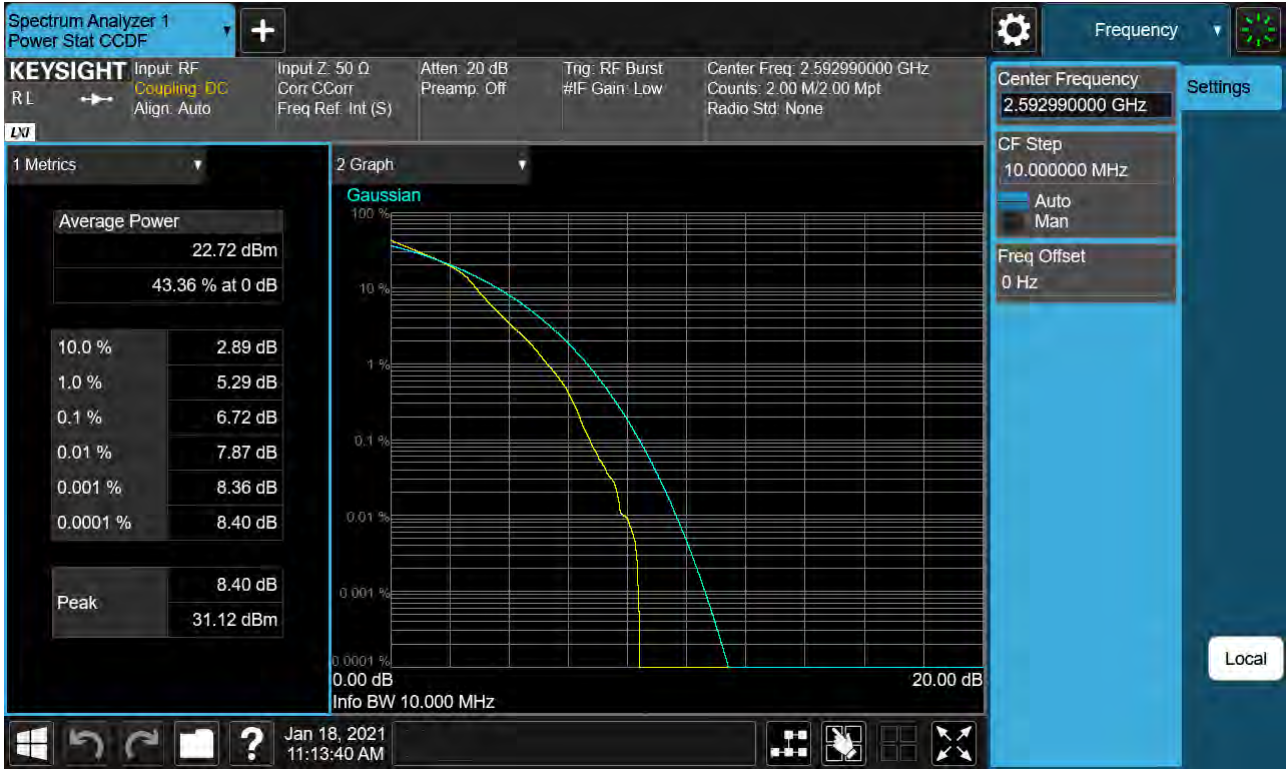 Spectrum Analyzer 1
Power Stat CCDF
Frequency
KEYSIGHT
R L
LXI
Input: RF
Coupling: DC
Align: Auto
Input Z: 50 Ω
Corr CCorr
Freq Ref: Int (S)
Atten: 20 dB
Preamp: Off
Trig: RF Burst
#IF Gain: Low
Center Freq: 2.592990000 GHz
Counts: 2.00 M/2.00 Mpt
Radio Std: None
1 Metrics
Average Power
22.72 dBm
43.36 % at 0 dB
10.0 % 2.89 dB
1.0 % 5.29 dB
0.1 % 6.72 dB
0.01 % 7.87 dB
0.001 % 8.36 dB
0.0001 % 8.40 dB
Peak
8.40 dB
31.12 dBm
2 Graph
Gaussian
100 %
10 %
1 %
0.1 %
0.01 %
0.001 %
0.0001 %
0.00 dB 20.00 dB
Info BW 10.000 MHz
Center Frequency
2.592990000 GHz
Settings
CF Step
10.000000 MHz
Auto
Man
Freq Offset
0 Hz
Local
?
Jan 18, 2021
11:13:40 AM